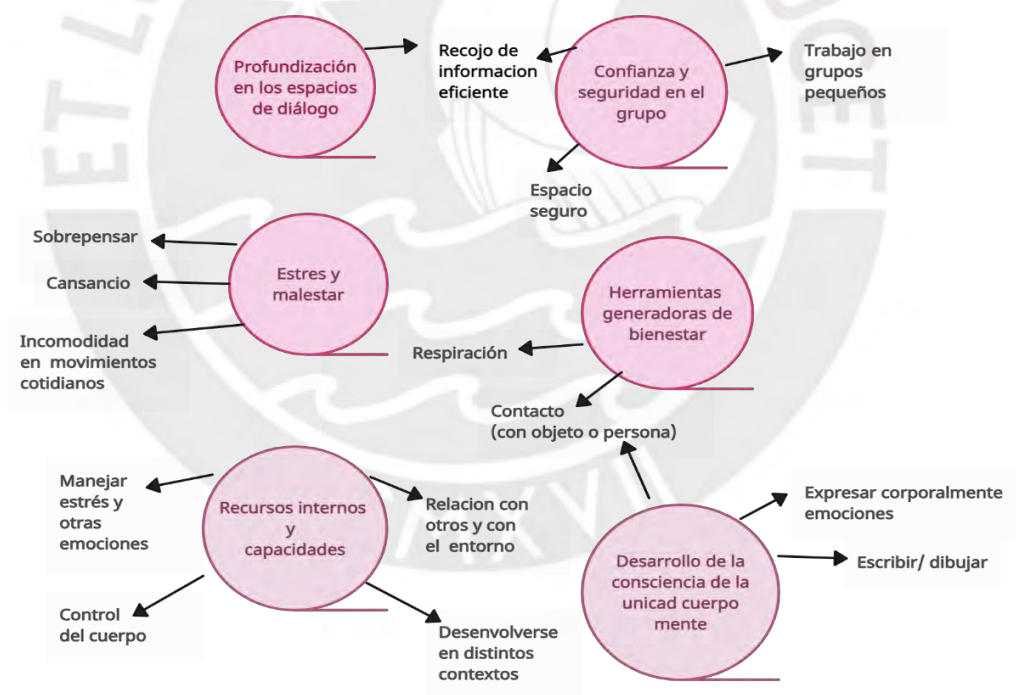 Profundización
en los espacios
de diálogo
Recojo de
informacion
eficiente
Confianza y
seguridad en el
grupo
Trabajo en
grupos
pequeños
Espacio
seguro
Sobrepensar
Cansancio
Incomodidad
en movimientos
cotidianos
Estres y
malestar
Herramientas
generadoras de
bienestar
Respiración
Contacto
(con objeto o persona)
Manejar
estrés y
otras
emociones
Recursos internos
y
capacidades
Relacion con
otros y con
el entorno
Control
del cuerpo
Desenvolverse
en distintos
contextos
Desarrollo de la
consciencia de la
unicad cuerpo
mente
Expresar corporalmente
emociones
Escribir/ dibujar
ET L
UCET
MXVII